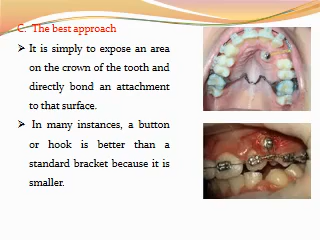 C. The best approach
➢ It is simply to expose an area
on the crown of the tooth and
directly bond an attachment
to that surface.
➢ In many instances, a button
or hook is better than a
standard bracket because it is
smaller.